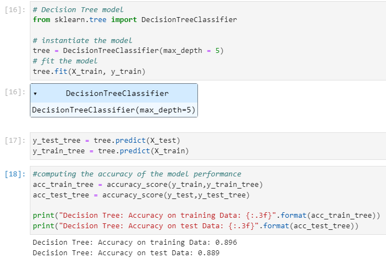 [16]: # Decision Tree model
from sklearn.tree import DecisionTreeClassifier
# instantiate the model
tree = DecisionTreeClassifier(max_depth = 5)
# fit the model
tree.fit(X_train, y_train)
[16]: ▾ DecisionTreeClassifier
DecisionTreeClassifier(max_depth=5)
[17]: y_test_tree = tree.predict(X_test)
y_train_tree = tree.predict(X_train)
[18]: #computing the accuracy of the model performance
acc_train_tree = accuracy_score(y_train,y_train_tree)
acc_test_tree = accuracy_score(y_test,y_test_tree)
print("Decision Tree: Accuracy on training Data: {:.3f}".format(acc_train_tree))
print("Decision Tree: Accuracy on test Data: {:.3f}".format(acc_test_tree))
Decision Tree: Accuracy on training Data: 0.896
Decision Tree: Accuracy on test Data: 0.889